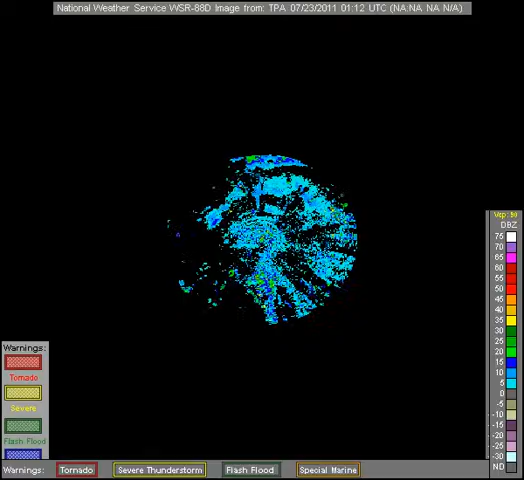 National Weather Service WSR-88D Image from: TPA 07/23/2011 01:12 UTC (NA:NA NA N/A)
DBZ
75
70
65
60
55
50
45
40
35
30
25
20
15
10
5
0
-5
-10
-15
-20
-25
-30
ND
Warnings:
Tornado
Severe
Flash Flood
Warnings: Tornado Severe Thunderstorm Flash Flood Special Marine